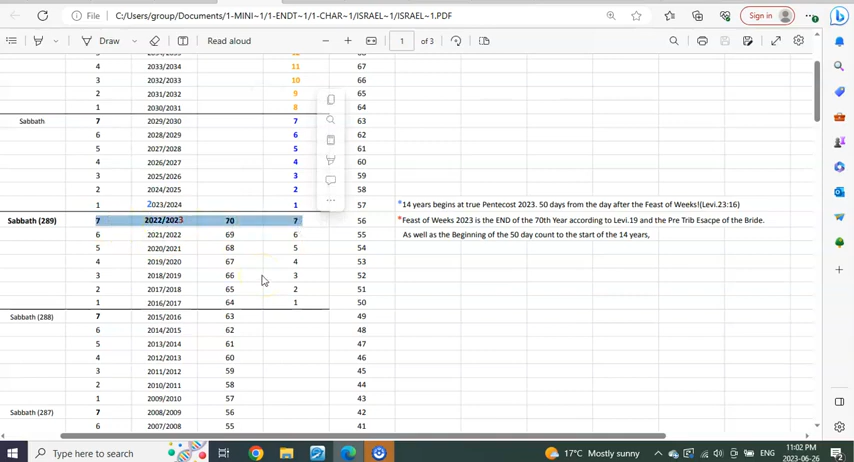 File | C:/Users/group/Documents/1-MINI~1/1-ENDT~1/1-CHAR~1/ISRAEL~1/ISRAEL~1.PDF Sign in
Draw Read aloud 1 of 3
4 2033/2034 11 67
3 2032/2033 10 66
2 2031/2032 9 65
1 2030/2031 8 64
Sabbath 7 2029/2030 7 63
6 2028/2029 6 62
5 2027/2028 5 61
4 2026/2027 4 60
3 2025/2026 3 59
2 2024/2025 2 58
1 2023/2024 1 57 *14 years begins at true Pentecost 2023. 50 days from the day after the Feast of Weeks!(Levi.23:16)
Sabbath (289) 7 2022/2023 70 7 56 *Feast of Weeks 2023 is the END of the 70th Year according to Levi.19 and the Pre Trib Esacpe of the Bride.
6 2021/2022 69 6 55 As well as the Beginning of the 50 day count to the start of the 14 years,
5 2020/2021 68 5 54
4 2019/2020 67 4 53
3 2018/2019 66 3 52
2 2017/2018 65 2 51
1 2016/2017 64 1 50
Sabbath (288) 7 2015/2016 63 49
6 2014/2015 62 48
5 2013/2014 61 47
4 2012/2013 60 46
3 2011/2012 59 45
2 2010/2011 58 44
1 2009/2010 57 43
Sabbath (287) 7 2008/2009 56 42
6 2007/2008 55 41
Type here to search 17°C Mostly sunny 11:02 PM
2023-06-26